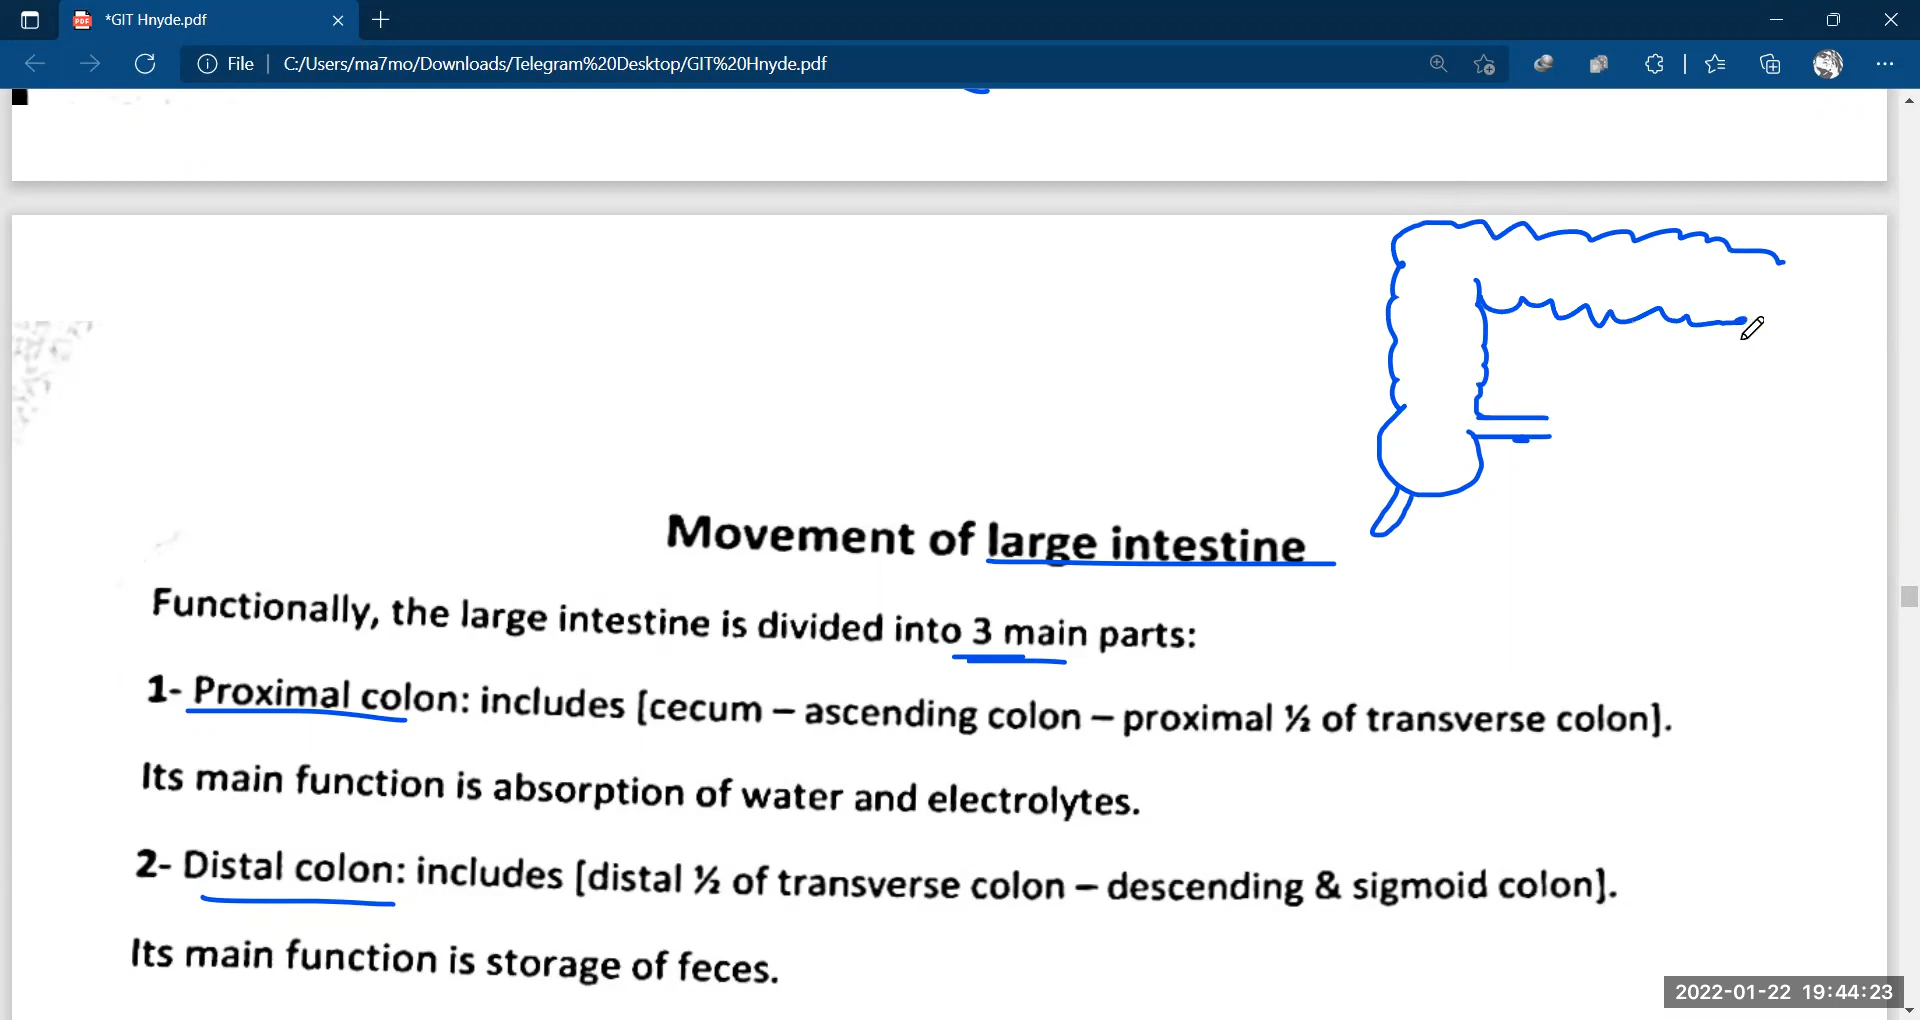 *GIT Hnyde.pdf
File C:/Users/ma7mo/Downloads/Telegram%20Desktop/GIT%20Hnyde.pdf
Movement of large intestine
Functionally, the large intestine is divided into 3 main parts:
1- Proximal colon: includes [cecum – ascending colon – proximal ½ of transverse colon].
Its main function is absorption of water and electrolytes.
2- Distal colon: includes [distal ½ of transverse colon – descending & sigmoid colon].
Its main function is storage of feces.
2022-01-22 19:44:23